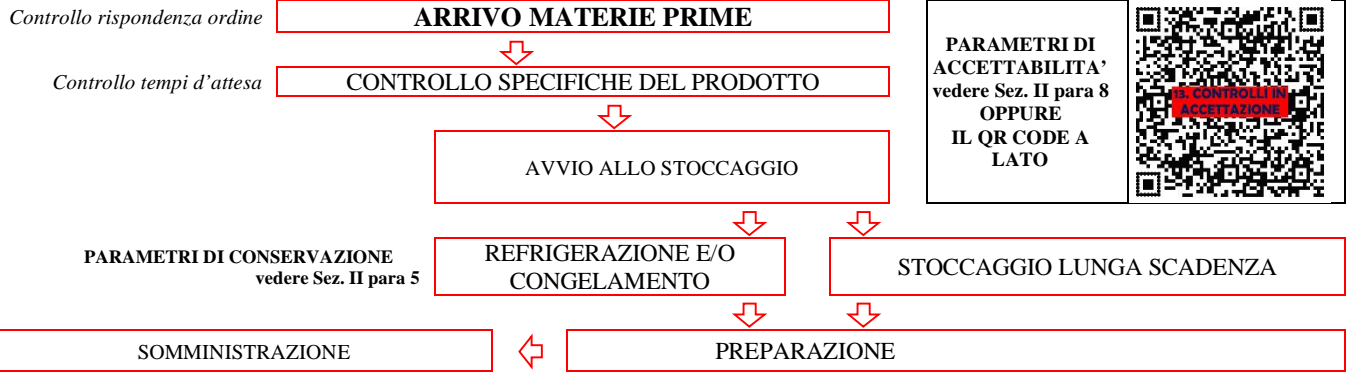 Controllo rispondenza ordine
ARRIVO MATERIE PRIME
Controllo tempi d'attesa
CONTROLLO SPECIFICHE DEL PRODOTTO
PARAMETRI DI
ACCETTABILITA'
vedere Sez. II para 8
OPPURE
IL QR CODE A
LATO
13. CONTROLLI IN
ACCETTAZIONE
AVVIO ALLO STOCCAGGIO
PARAMETRI DI CONSERVAZIONE
vedere Sez. II para 5
REFRIGERAZIONE E/O
CONGELAMENTO
STOCCAGGIO LUNGA SCADENZA
SOMMINISTRAZIONE
PREPARAZIONE